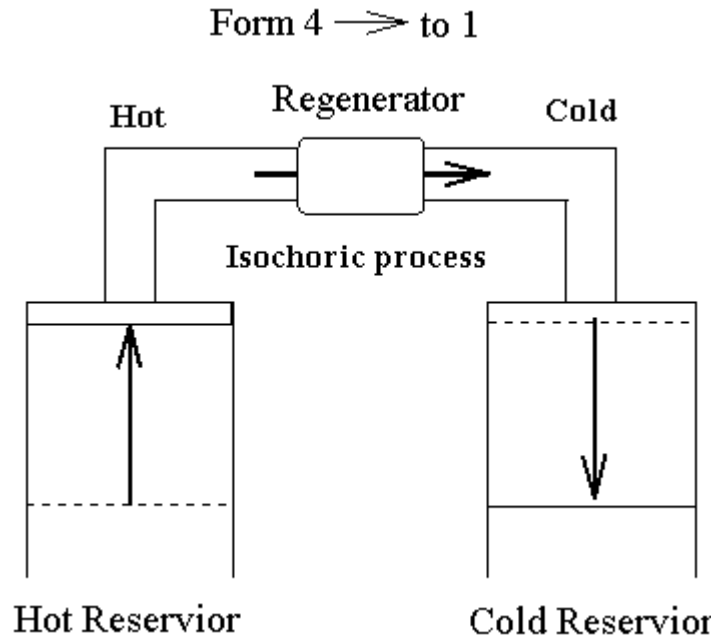 Form 4 to 1
Regenerator
Hot
Cold
Isochoric process
Hot Reservior
Cold Reservior